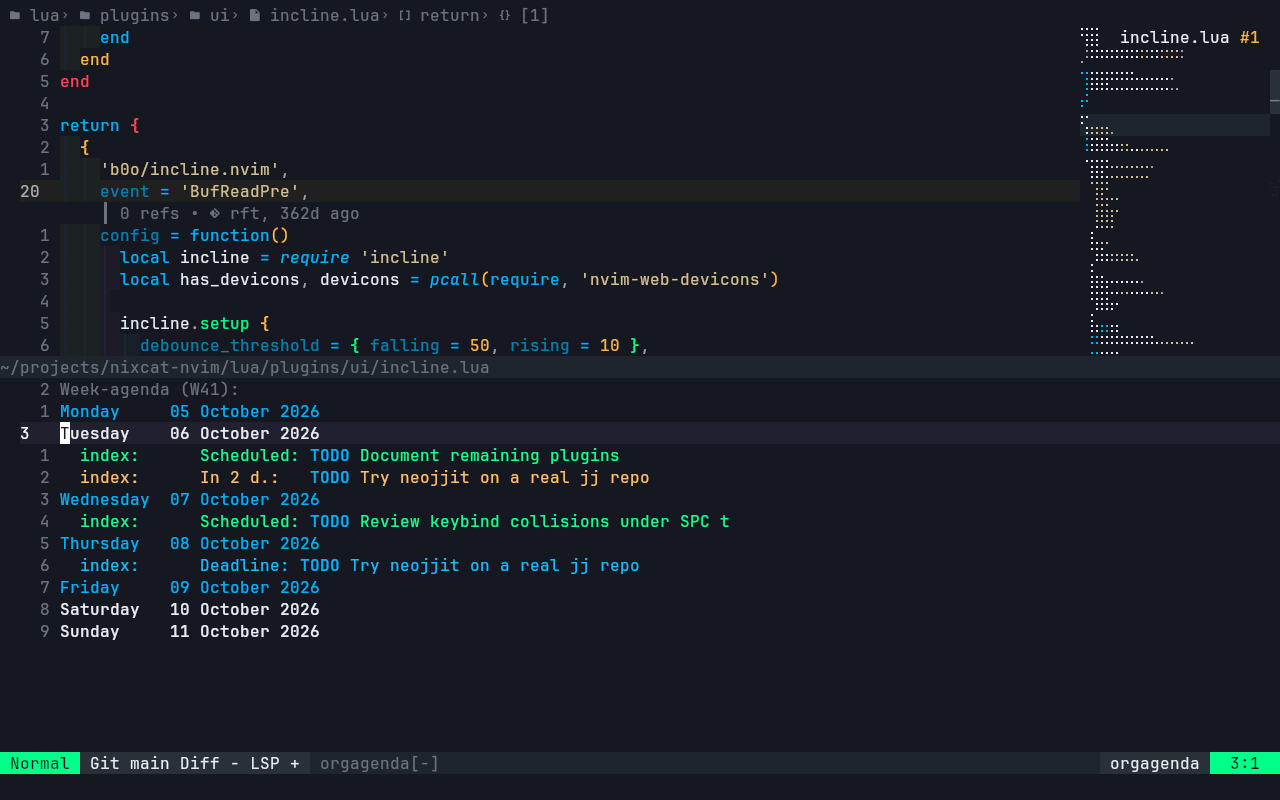 lua› plugins› ui› incline.lua› return› {} [1]
7 end
incline.lua #1
6 end
5 end
4
3 return {
2 {
1 'b0o/incline.nvim',
20 event = 'BufReadPre',
0 refs • rft, 362d ago
1 config = function()
2 local incline = require 'incline'
3 local has_devicons, devicons = pcall(require, 'nvim-web-devicons')
4
5 incline.setup {
6 debounce_threshold = { falling = 50, rising = 10 },
~/projects/nixcat-nvim/lua/plugins/ui/incline.lua
2 Week-agenda (W41):
1 Monday 05 October 2026
3 Tuesday 06 October 2026
1 index: Scheduled: TODO Document remaining plugins
2 index: In 2 d.: TODO Try neojjit on a real jj repo
3 Wednesday 07 October 2026
4 index: Scheduled: TODO Review keybind collisions under SPC t
5 Thursday 08 October 2026
6 index: Deadline: TODO Try neojjit on a real jj repo
7 Friday 09 October 2026
8 Saturday 10 October 2026
9 Sunday 11 October 2026
Normal Git main Diff - LSP + orgagenda[-] orgagenda 3:1